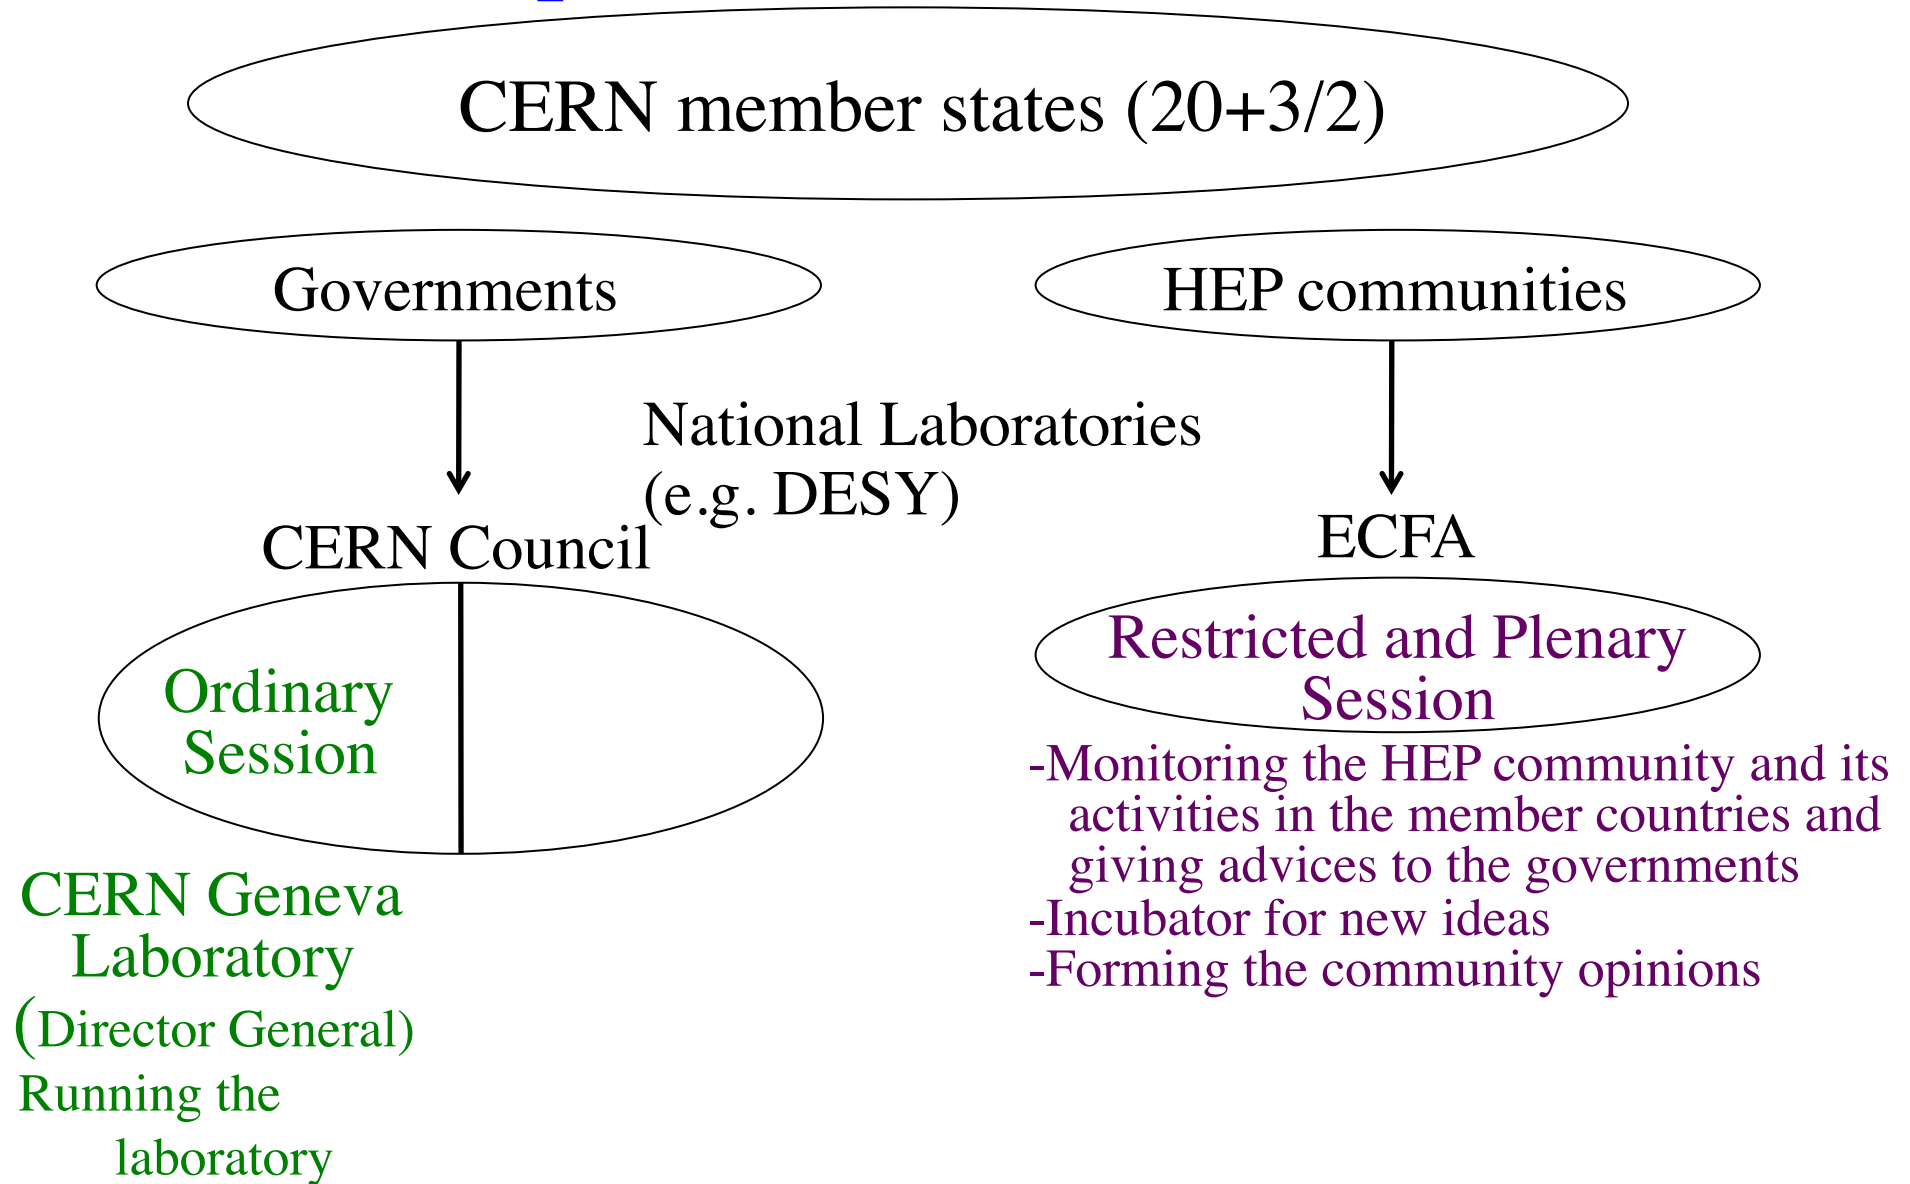 CERN member states (20+3/2)
Governments
HEP communities
National Laboratories
(e.g. DESY)
CERN Council
ECFA
Ordinary
Session
Restricted and Plenary
Session
CERN Geneva
Laboratory
(Director General)
Running the
laboratory
-Monitoring the HEP community and its
activities in the member countries and
giving advices to the governments
-Incubator for new ideas
-Forming the community opinions